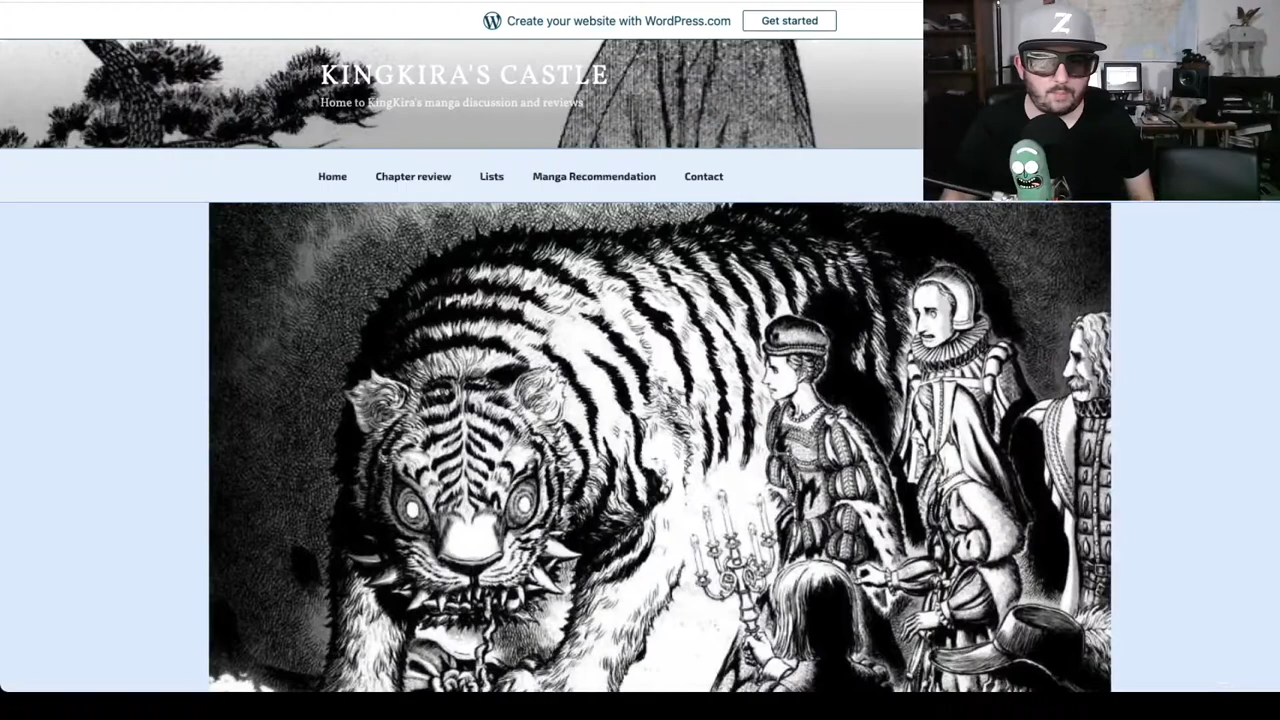 Create your website with WordPress.com
Get started
KINGKIRA'S CASTLE
Home to KingKira's manga discussion and reviews
Home
Chapter review
Lists
Manga Recommendation
Contact
Z